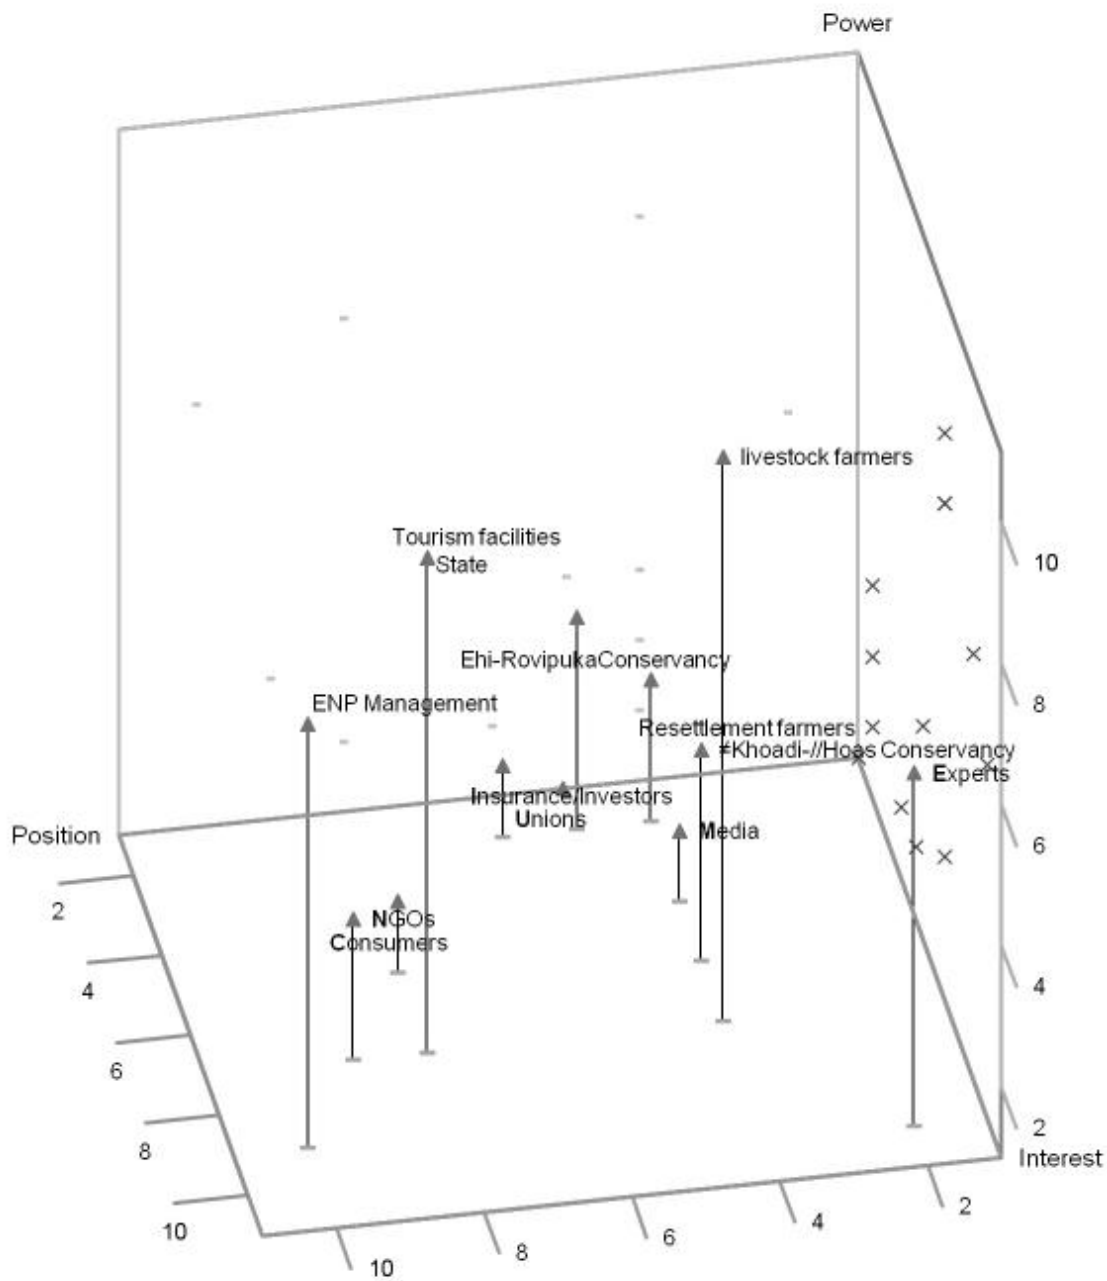 Power
livestock farmers
10
Tourism facilities
State
Ehi-RovipukaConservancy
8
ENP Management
Resettlement farmers
≠Khoadi-//Hoas Conservancy
Experts
Insurance/Investors
Unions
Media
Position
6
2
NGOs
Consumers
4
4
6
2
8
Interest
10
2
4
6
8
10